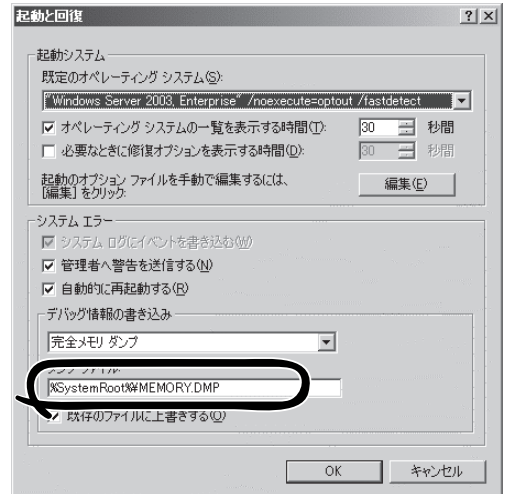 起動と回復
起動システム
既定のオペレーティング システム(S):
"Windows Server 2003, Enterprise" /noexecute=optout /fastdetect
オペレーティング システムの一覧を表示する時間(T): 30 秒間
必要なときに修復オプションを表示する時間(D): 30 秒間
起動のオプション ファイルを手動で編集するには、
[編集] をクリック:
編集(E)
システム エラー
システム ログにイベントを書き込む(W)
管理者へ警告を送信する(N)
自動的に再起動する(R)
デバッグ情報の書き込み
完全メモリ ダンプ
ダンプ ファイル:
%SystemRoot%¥MEMORY.DMP
既存のファイルに上書きする(O)
OK キャンセル